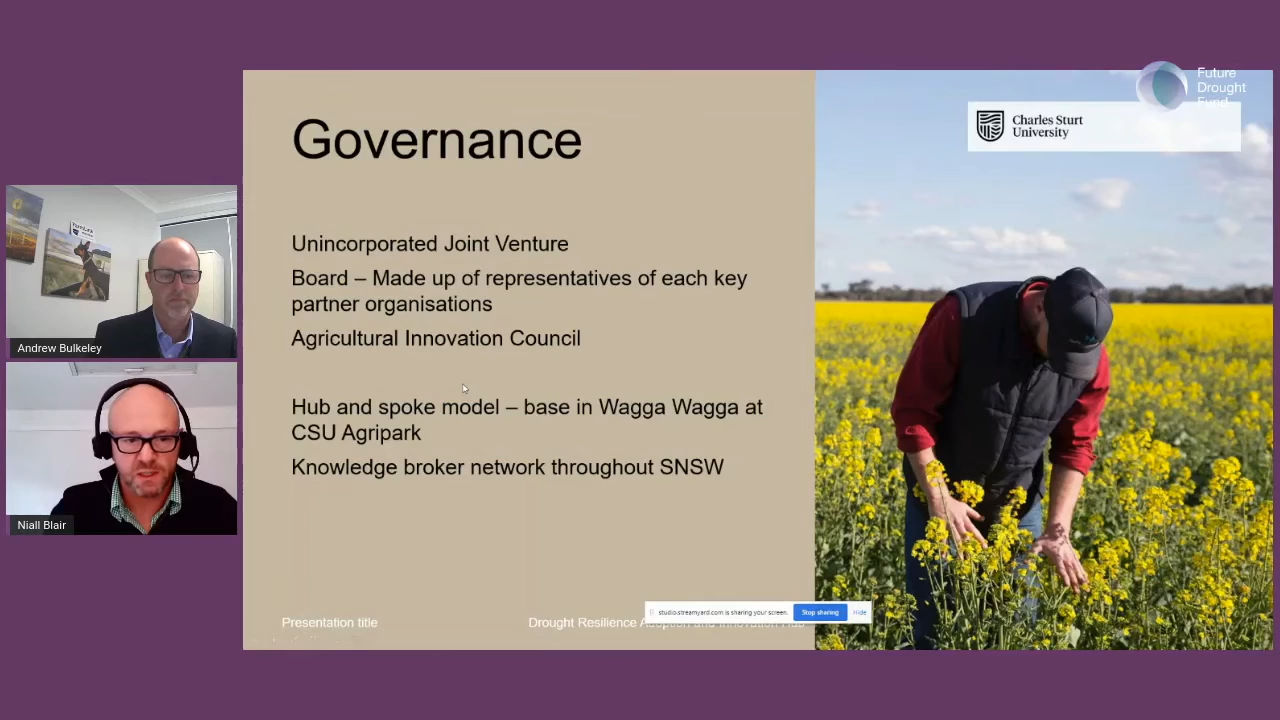 Future
Drought
Fund
Charles Sturt
University
Governance
Unincorporated Joint Venture
Board – Made up of representatives of each key
partner organisations
Agricultural Innovation Council
Hub and spoke model – base in Wagga Wagga at
CSU Agripark
Knowledge broker network throughout SNSW
Andrew Bulkeley
Niall Blair
studio.streamyard.com is sharing your screen.
Stop sharing
Hide
Presentation title
Drought Resilience Adoption and Innovation Hub